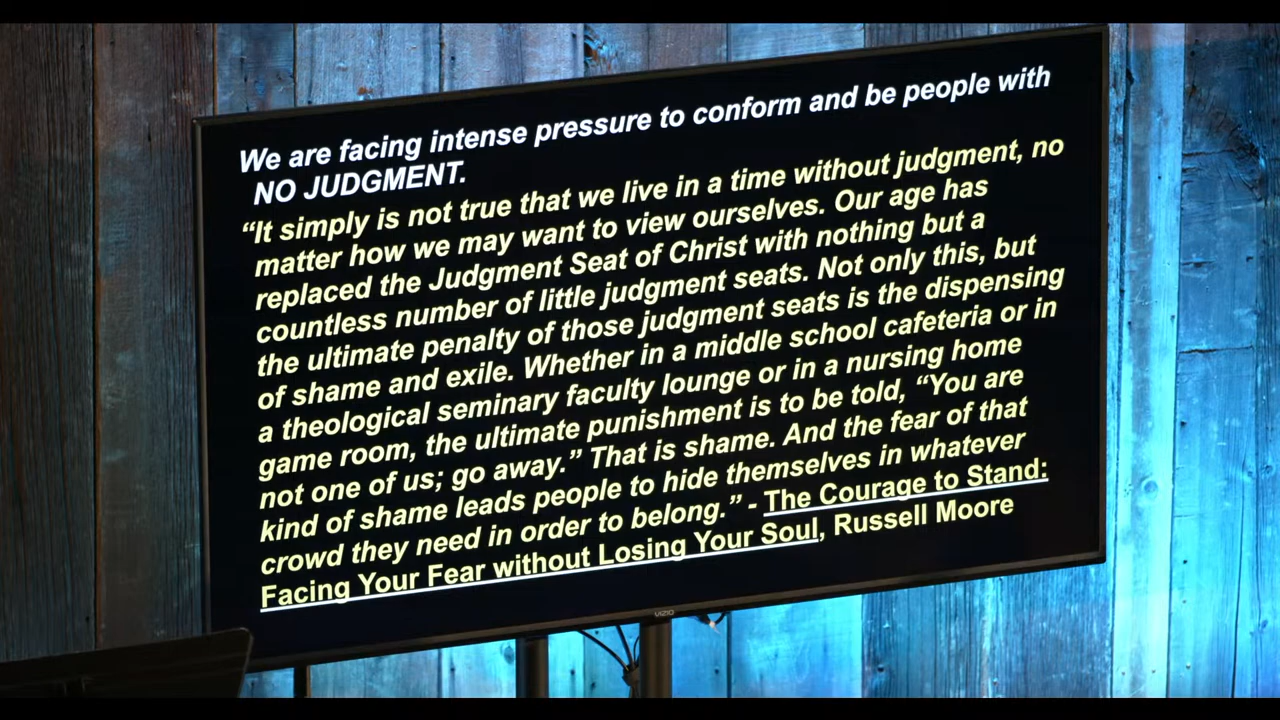 We are facing intense pressure to conform and be people with
NO JUDGMENT.
“It simply is not true that we live in a time without judgment, no
matter how we may want to view ourselves. Our age has
replaced the Judgment Seat of Christ with nothing but a
countless number of little judgment seats. Not only this, but
the ultimate penalty of those judgment seats is the dispensing
of shame and exile. Whether in a middle school cafeteria or in
a theological seminary faculty lounge or in a nursing home
game room, the ultimate punishment is to be told, “You are
not one of us; go away.” That is shame. And the fear of that
kind of shame leads people to hide themselves in whatever
crowd they need in order to belong.” - The Courage to Stand:
Facing Your Fear without Losing Your Soul, Russell Moore
VIZIO